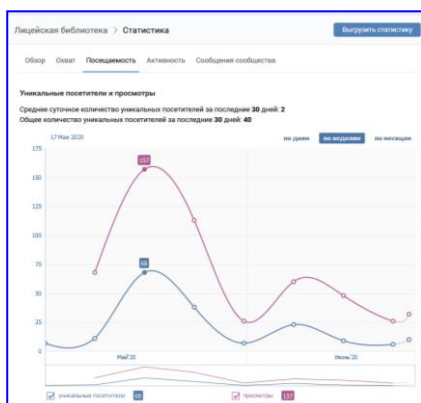 Лицейская библиотека > Статистика
Выгрузить статистику
Обзор Охват Посещаемость Активность Сообщения сообщества
Уникальные посетители и просмотры
Среднее суточное количество уникальных посетителей за последние 30 дней: 2
Общее количество уникальных посетителей за последние 30 дней: 40
17 Мая 2020
по дням по неделям по месяцам
175
157
150
125
100
75
68
50
25
0
Май'20 Июнь'20
уникальные посетители 68 просмотры 157